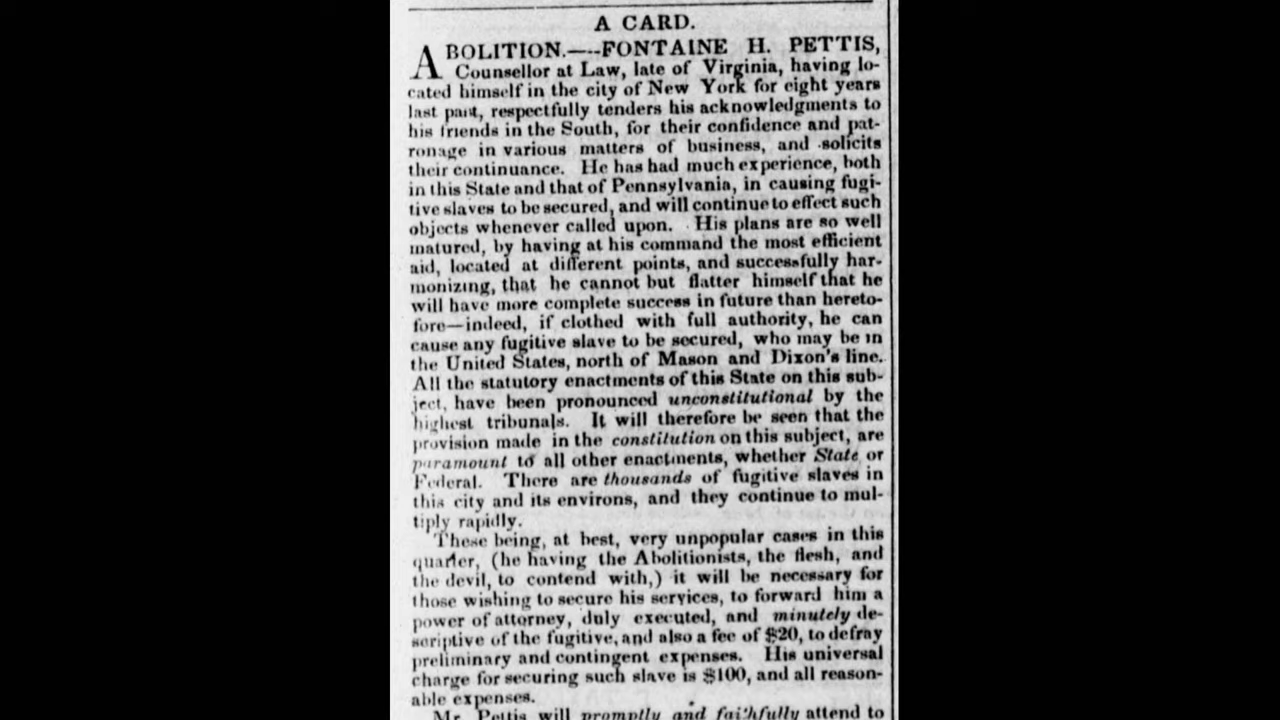 A CARD.
ABOLITION.—--FONTAINE H. PETTIS,
Counsellor at Law, late of Virginia, having lo-
cated himself in the city of New York for eight years
last past, respectfully tenders his acknowledgments to
his friends in the South, for their confidence and pat-
ronage in various matters of business, and solicits
their continuance. He has had much experience, both
in this State and that of Pennsylvania, in causing fugi-
tive slaves to be secured, and will continue to effect such
objects whenever called upon. His plans are so well
matured, by having at his command the most efficient
aid, located at different points, and successfully har-
monizing, that he cannot but flatter himself that he
will have more complete success in future than hereto-
fore—indeed, if clothed with full authority, he can
cause any fugitive slave to be secured, who may be in
the United States, north of Mason and Dixon's line.
All the statutory enactments of this State on this sub-
ject, have been pronounced unconstitutional by the
highest tribunals. It will therefore be seen that the
provision made in the constitution on this subject, are
paramount to all other enactments, whether State or
Federal. There are thousands of fugitive slaves in
this city and its environs, and they continue to mul-
tiply rapidly.
These being, at best, very unpopular cases in this
quarter, (he having the Abolitionists, the flesh, and
the devil, to contend with,) it will be necessary for
those wishing to secure his services, to forward him a
power of attorney, duly executed, and minutely de-
scriptive of the fugitive, and also a fee of $20, to defray
preliminary and contingent expenses. His universal
charge for securing such slave is $100, and all reason-
able expenses.
Mr. Pettis will promptly and faithfully attend to